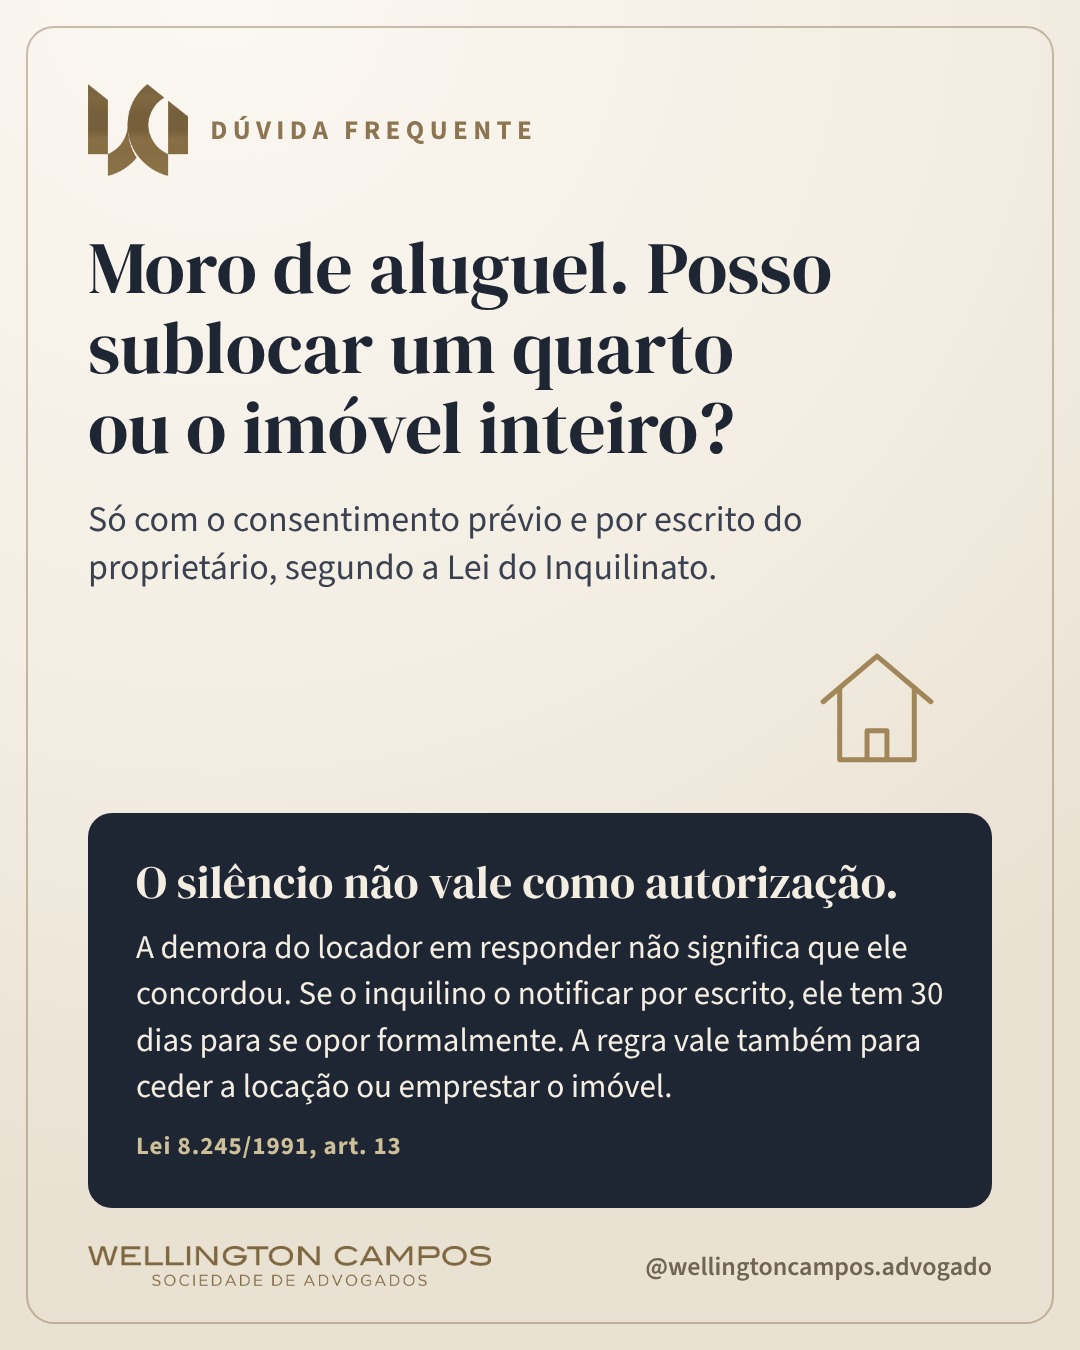 DÚVIDA FREQUENTE
Moro de aluguel. Posso
sublocar um quarto
ou o imóvel inteiro?
Só com o consentimento prévio e por escrito do
proprietário, segundo a Lei do Inquilinato.
O silêncio não vale como autorização.
A demora do locador em responder não significa que ele
concordou. Se o inquilino o notificar por escrito, ele tem 30
dias para se opor formalmente. A regra vale também para
ceder a locação ou emprestar o imóvel.
Lei 8.245/1991, art. 13
WELLINGTON CAMPOS
SOCIEDADE DE ADVOGADOS
@wellingtoncampos.advogado